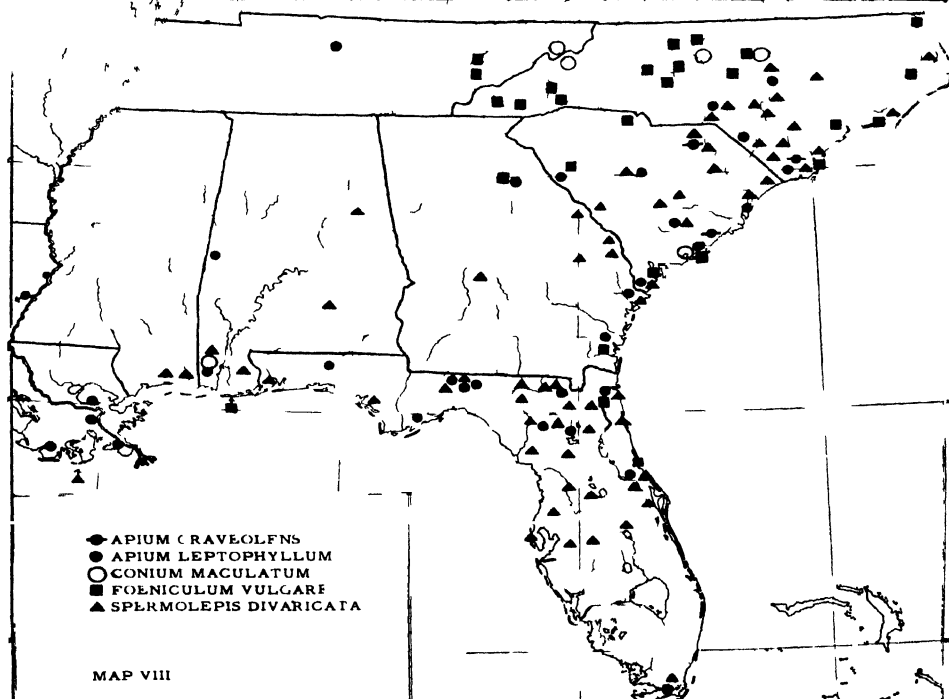 APIUM GRAVEOLENS
APIUM LEPTOPHYLLUM
CONIUM MACULATUM
FOENICULUM VULGARE
SPERMOLEPIS DIVARICATA
MAP VIII